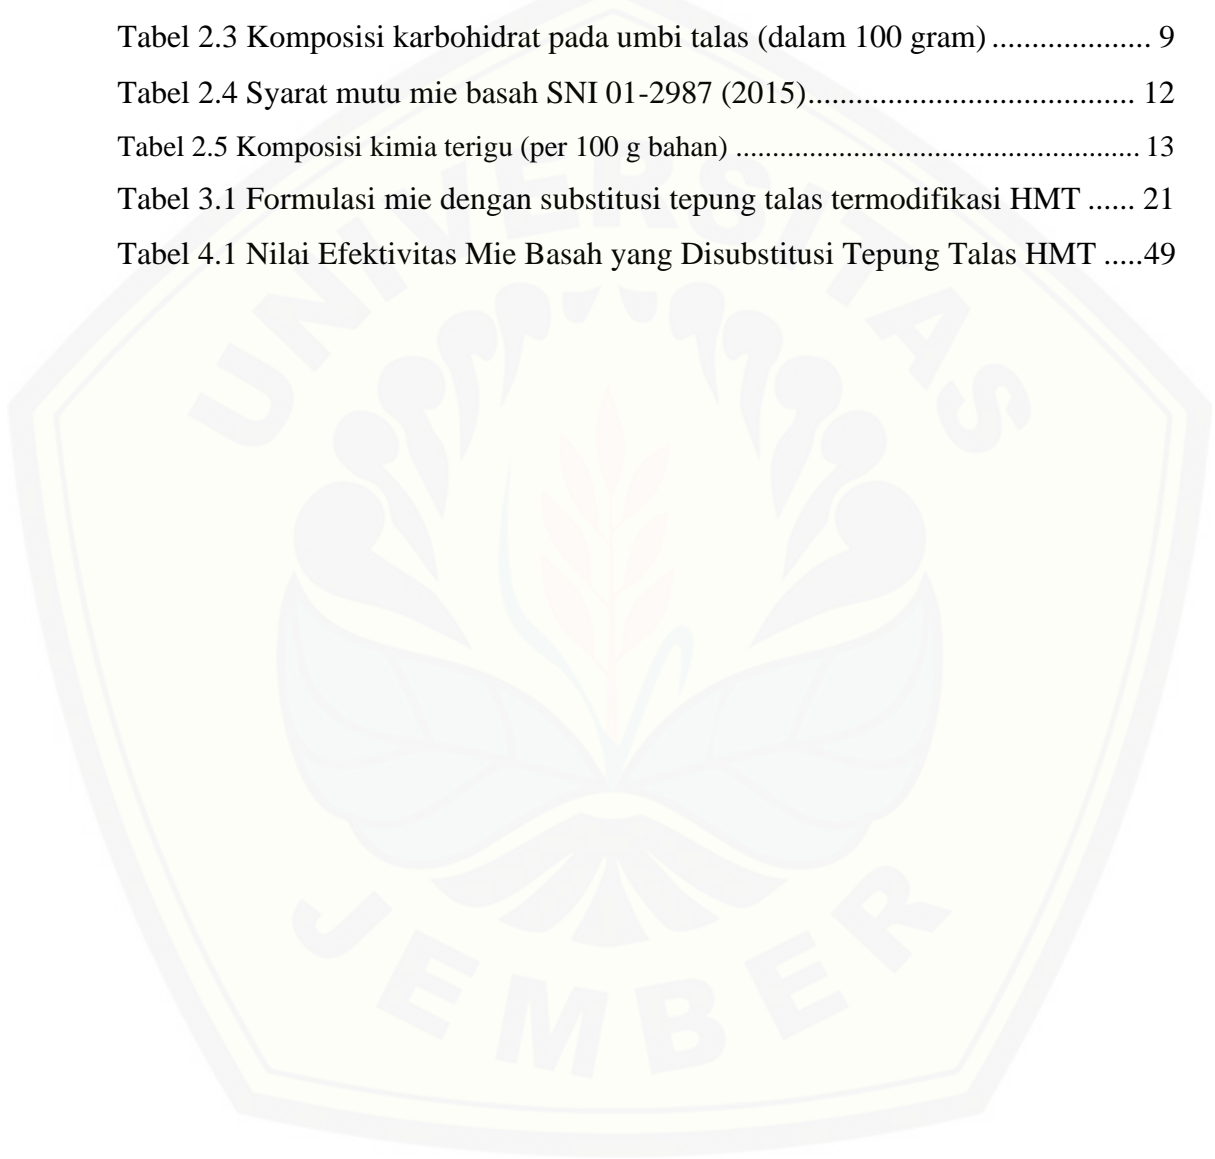 Tabel 2.3 Komposisi karbohidrat pada umbi talas (dalam 100 gram) .................... 9
Tabel 2.4 Syarat mutu mie basah SNI 01-2987 (2015)......................................... 12
Tabel 2.5 Komposisi kimia terigu (per 100 g bahan) ....................................................... 13
Tabel 3.1 Formulasi mie dengan substitusi tepung talas termodifikasi HMT ...... 21
Tabel 4.1 Nilai Efektivitas Mie Basah yang Disubstitusi Tepung Talas HMT .....49
UNIVERSITAS
JEMBER